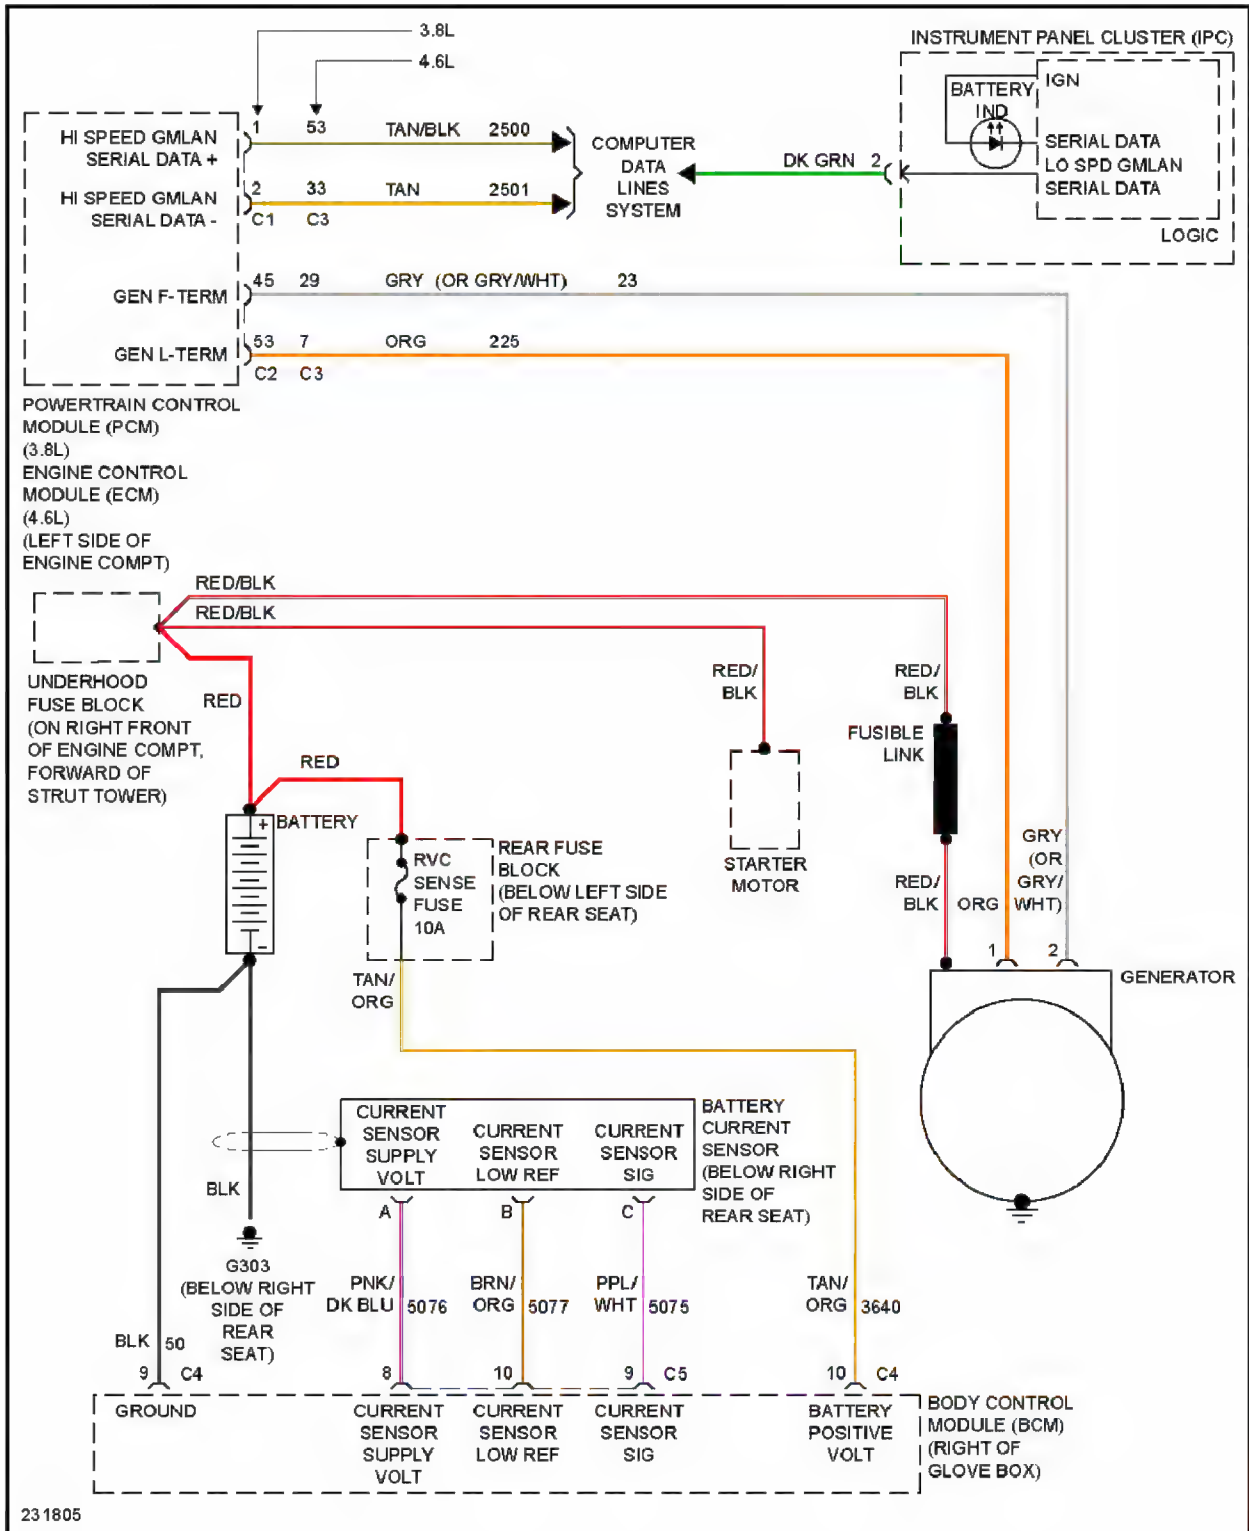 3.8L
4.6L
INSTRUMENT PANEL CLUSTER (IPC)
BATTERY
IND
IGN
SERIAL DATA
LO SPD GMLAN
SERIAL DATA
LOGIC
HI SPEED GMLAN
SERIAL DATA +
1 53 TAN/BLK 2500
HI SPEED GMLAN
SERIAL DATA -
2 33 TAN 2501
C1 C3
COMPUTER
DATA
LINES
SYSTEM
DK GRN 2
GEN F-TERM
45 29 GRY (OR GRY/WHT) 23
GEN L-TERM
53 7 ORG 225
C2 C3
POWERTRAIN CONTROL
MODULE (PCM)
(3.8L)
ENGINE CONTROL
MODULE (ECM)
(4.6L)
(LEFT SIDE OF
ENGINE COMPT)
RED/BLK
RED/BLK
UNDERHOOD
FUSE BLOCK
(ON RIGHT FRONT
OF ENGINE COMPT,
FORWARD OF
STRUT TOWER)
RED
RED
RED/
BLK
RED/
BLK
FUSIBLE
LINK
+
BATTERY
-
RVC
SENSE
FUSE
10A
REAR FUSE
BLOCK
(BELOW LEFT SIDE
OF REAR SEAT)
STARTER
MOTOR
RED/
BLK
ORG
GRY
(OR
GRY/
WHT)
1 2
GENERATOR
TAN/
ORG
CURRENT
SENSOR
SUPPLY
VOLT
CURRENT
SENSOR
LOW REF
CURRENT
SENSOR
SIG
BATTERY
CURRENT
SENSOR
(BELOW RIGHT
SIDE OF
REAR SEAT)
A B C
BLK
G303
(BELOW RIGHT
SIDE OF
REAR
SEAT)
PNK/
DK BLU 5076
BRN/
ORG 5077
PPL/
WHT 5075
TAN/
ORG 3640
BLK 50
9 C4
8 10 9 C5
10 C4
GROUND
CURRENT
SENSOR
SUPPLY
VOLT
CURRENT
SENSOR
LOW REF
CURRENT
SENSOR
SIG
BATTERY
POSITIVE
VOLT
BODY CONTROL
MODULE (BCM)
(RIGHT OF
GLOVE BOX)
231805